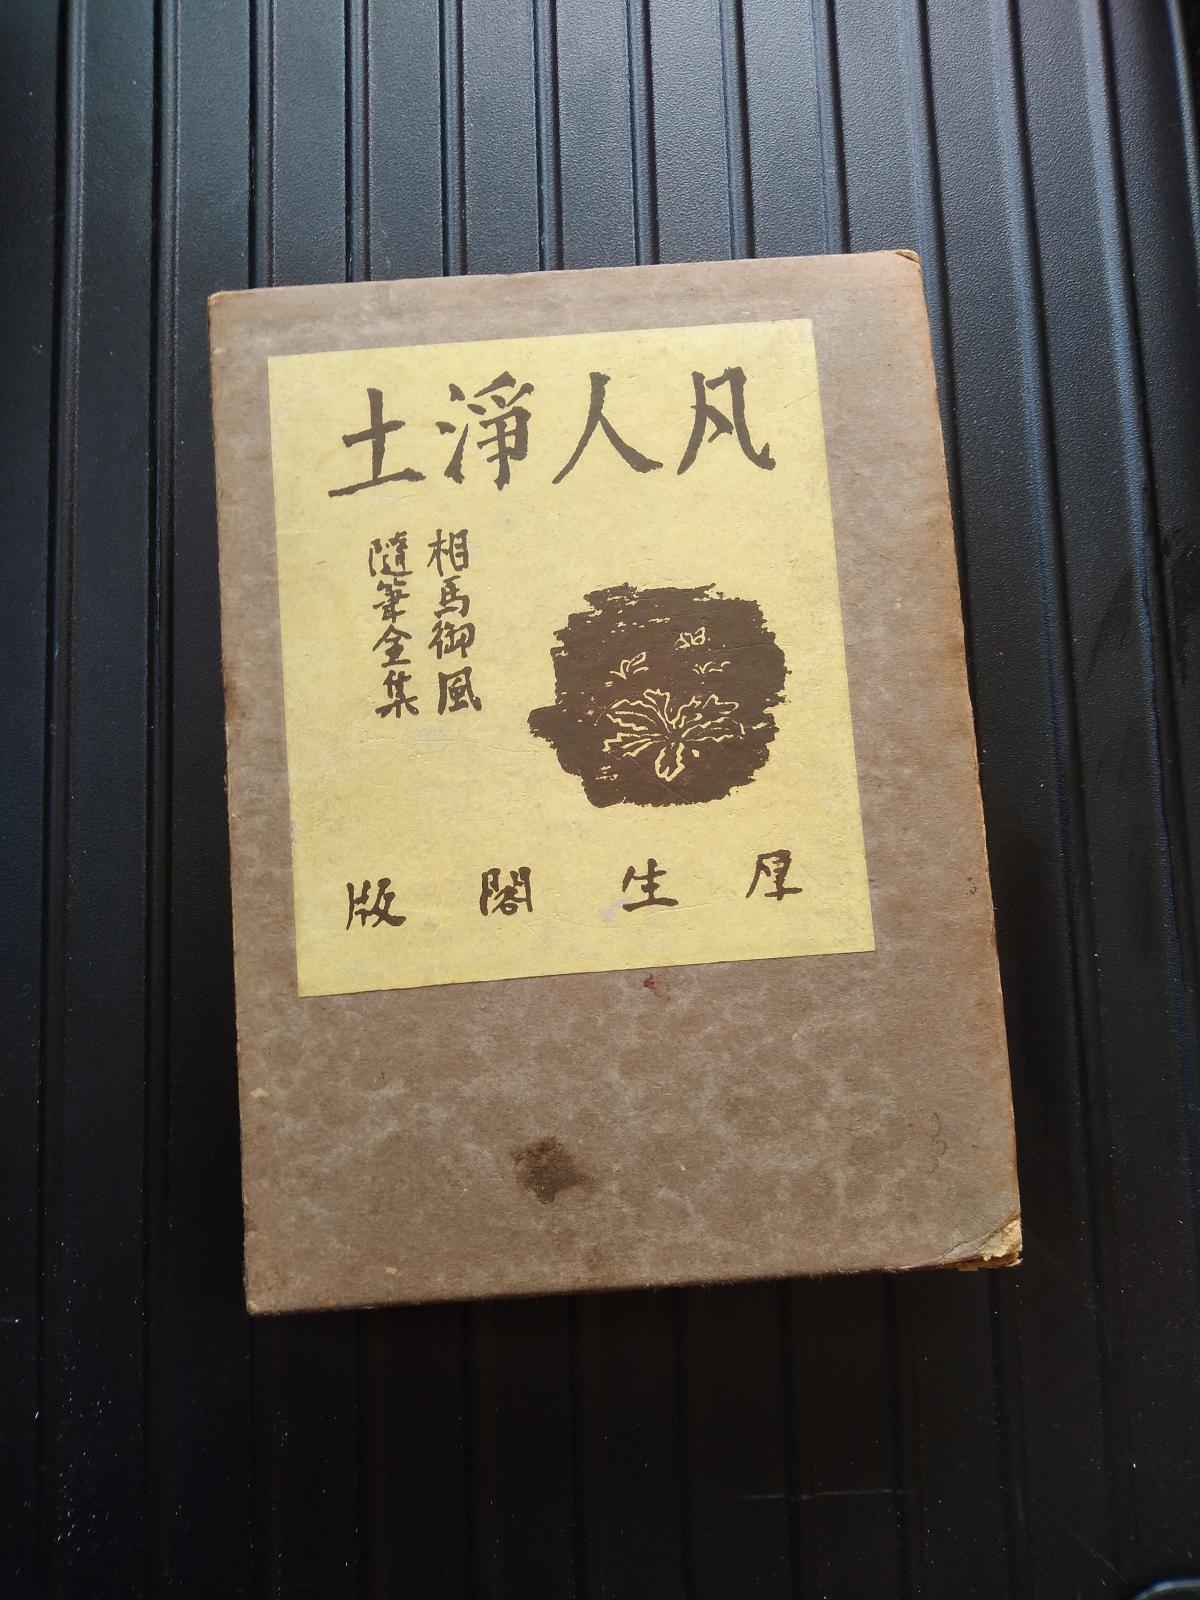 凡人淨土
相馬御風
隨筆全集
厚生閣版